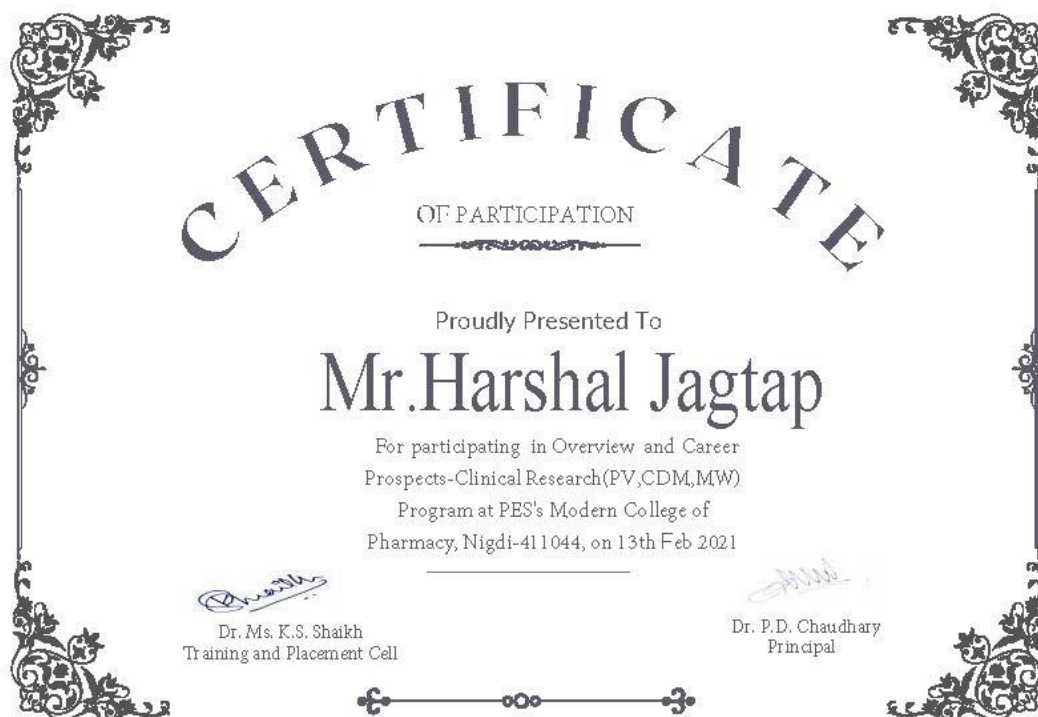 CERTIFICATE
OF PARTICIPATION
Proudly Presented To
Mr.Harshal Jagtap
For participating in Overview and Career
Prospects-Clinical Research(PV,CDM,MW)
Program at PES's Modern College of
Pharmacy, Nigdi-411044, on 13th Feb 2021
Dr. Ms. K.S. Shaikh
Training and Placement Cell
Dr. P.D. Chaudhary
Principal